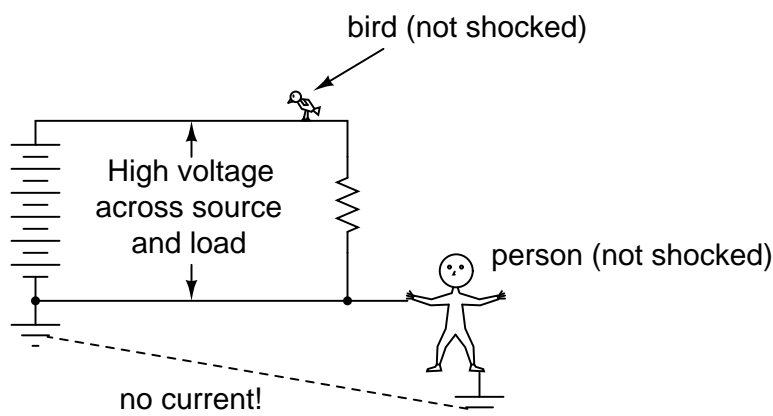 bird (not shocked)
High voltage
across source
and load
person (not shocked)
no current!